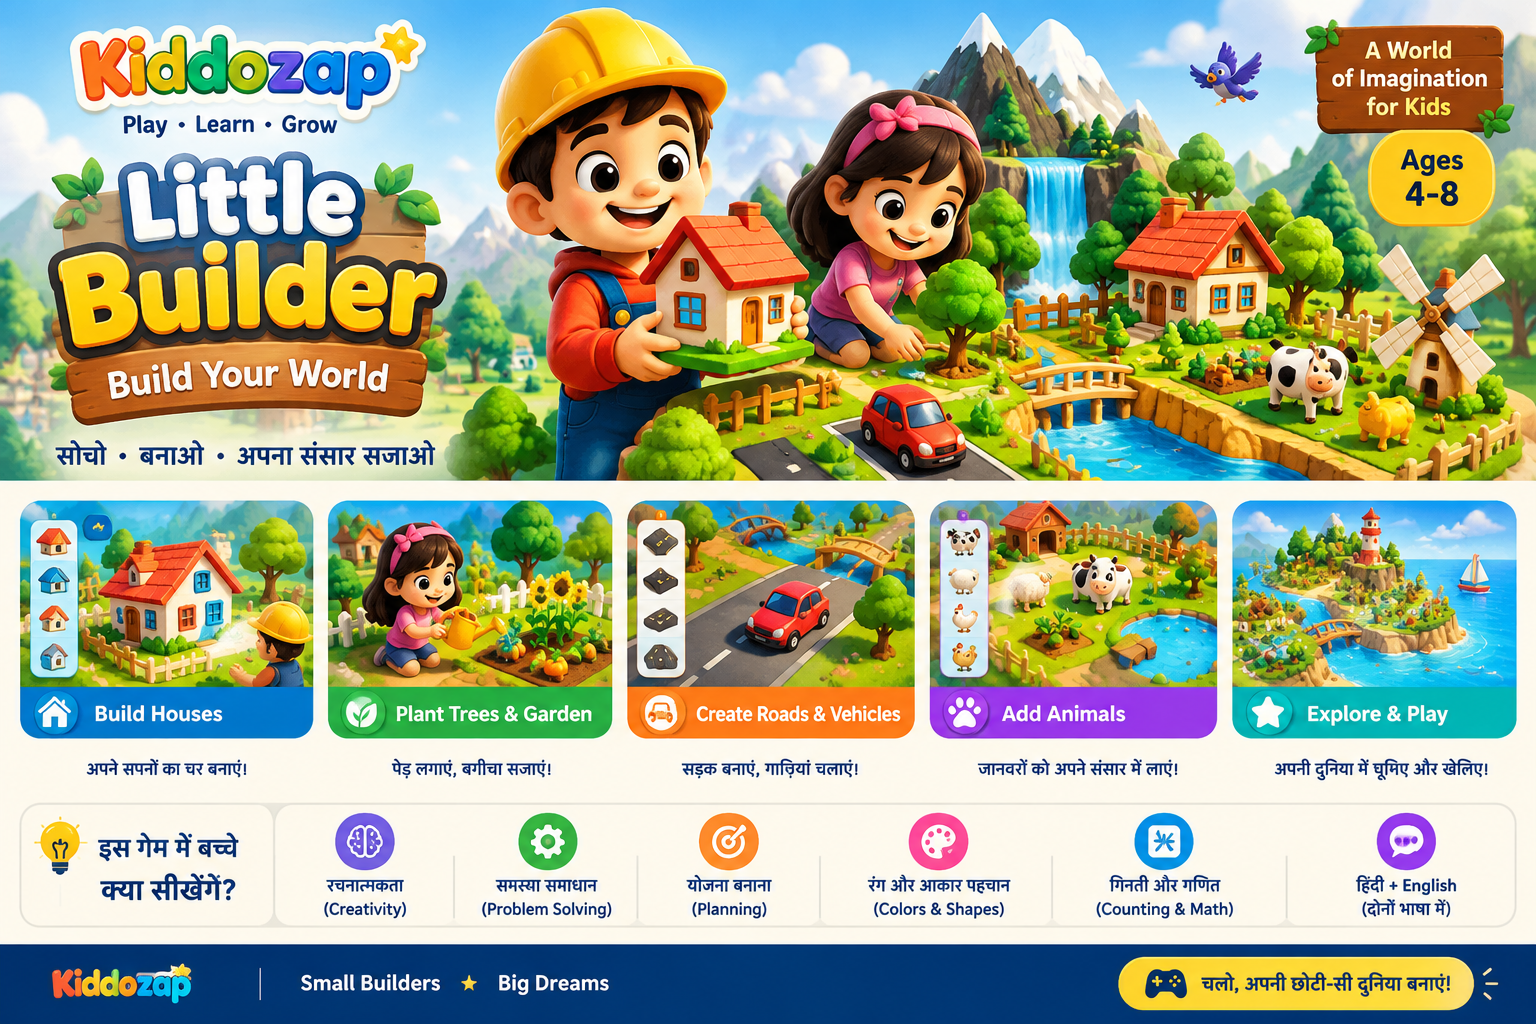 Kiddozap
Play • Learn • Grow
Little
Builder
Build Your World
सोचो • बनाओ • अपना संसार सजाओ
A World
of Imagination
for Kids
Ages
4-8
Build Houses
Plant Trees & Garden
Create Roads & Vehicles
Add Animals
Explore & Play
अपने सपनों का चर बनाएं!
पेड़ लगाएं, बगीचा सजाएं!
सड़क बनाएं, गाड़ियां चलाएं!
जानवरों को अपने संसार में लाएं!
अपनी दुनिया में घूमिए और खेलिए!
इस गेम में बच्चे
क्या सीखेंगें?
रचनात्मकता
(Creativity)
समस्या समाधान
(Problem Solving)
योजना बनाना
(Planning)
रंग और आकार पहचान
(Colors & Shapes)
गिनती और गणित
(Counting & Math)
हिंदी + English
(दोनों भाषा में)
Kiddozap
Small Builders ★ Big Dreams
चलो, अपनी छोटी-सी दुनिया बनाएं!